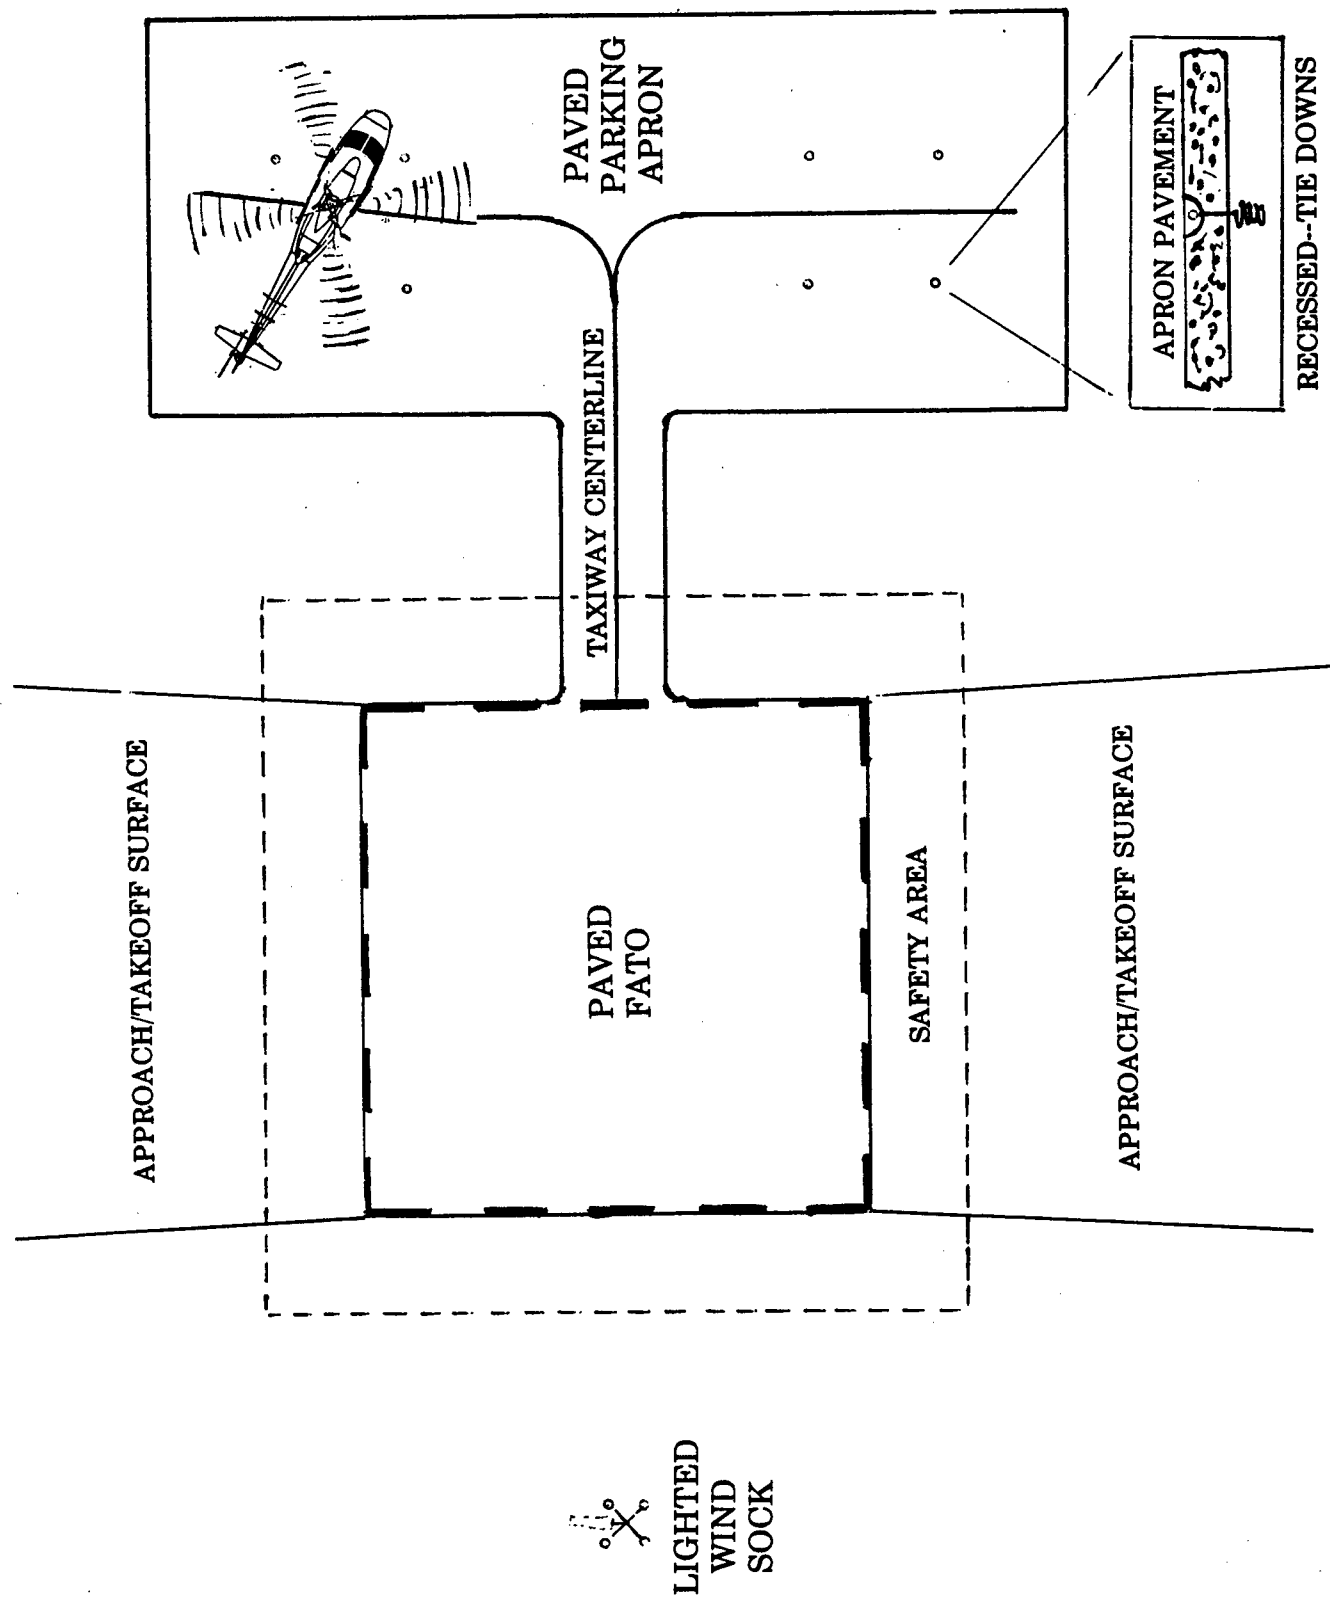 PAVED
PARKING
APRON
APRON PAVEMENT
RECESSED--TIE DOWNS
TAXIWAY CENTERLINE
APPROACH/TAKEOFF SURFACE
PAVED
FATO
SAFETY AREA
APPROACH/TAKEOFF SURFACE
LIGHTED
WIND
SOCK